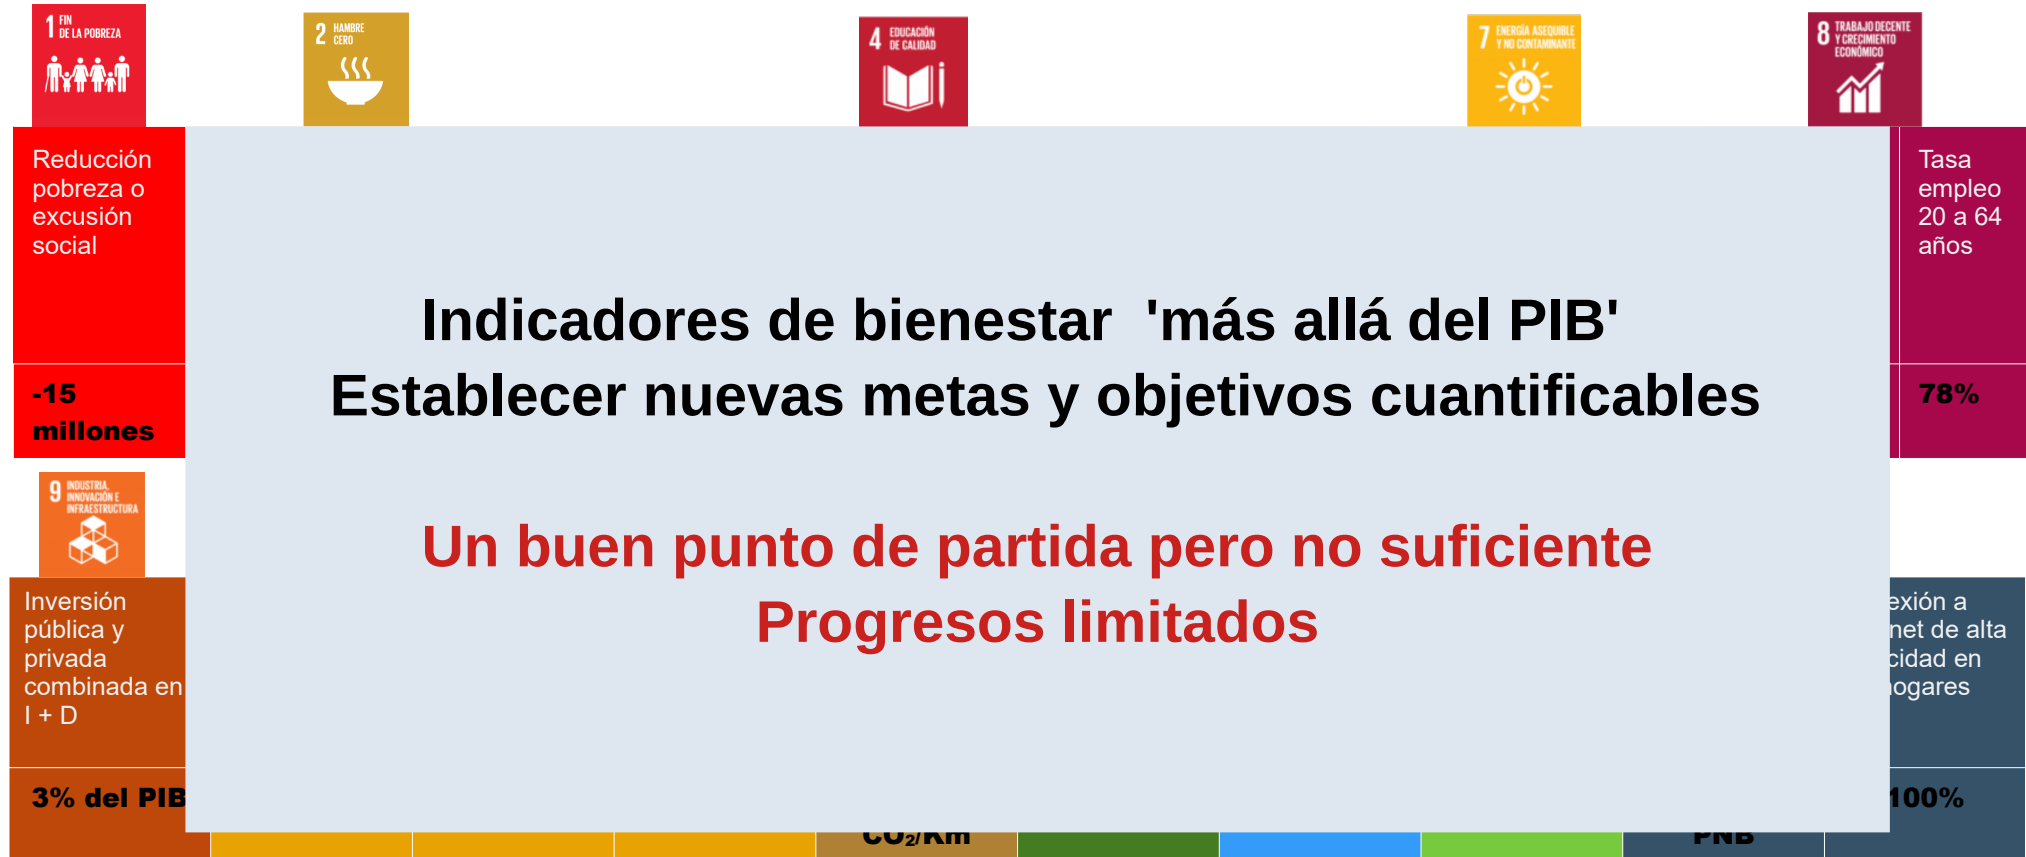 1 FIN
DE LA POBREZA
2 HAMBRE
CERO
4 EDUCACIÓN
DE CALIDAD
7 ENERGÍA ASEQUIBLE
Y NO CONTAMINANTE
8 TRABAJO DECENTE
Y CRECIMIENTO
ECONÓMICO
Reducción
pobreza o
excusión
social
-15
millones
Tasa
empleo
20 a 64
años
78%
Indicadores de bienestar 'más allá del PIB'
Establecer nuevas metas y objetivos cuantificables
Un buen punto de partida pero no suficiente
Progresos limitados
9 INDUSTRIA,
INNOVACIÓN E
INFRAESTRUCTURA
Inversión
pública y
privada
combinada en
I + D
3% del PIB
CO₂/Km
PNB
exión a
net de alta
cidad en
ogares
100%